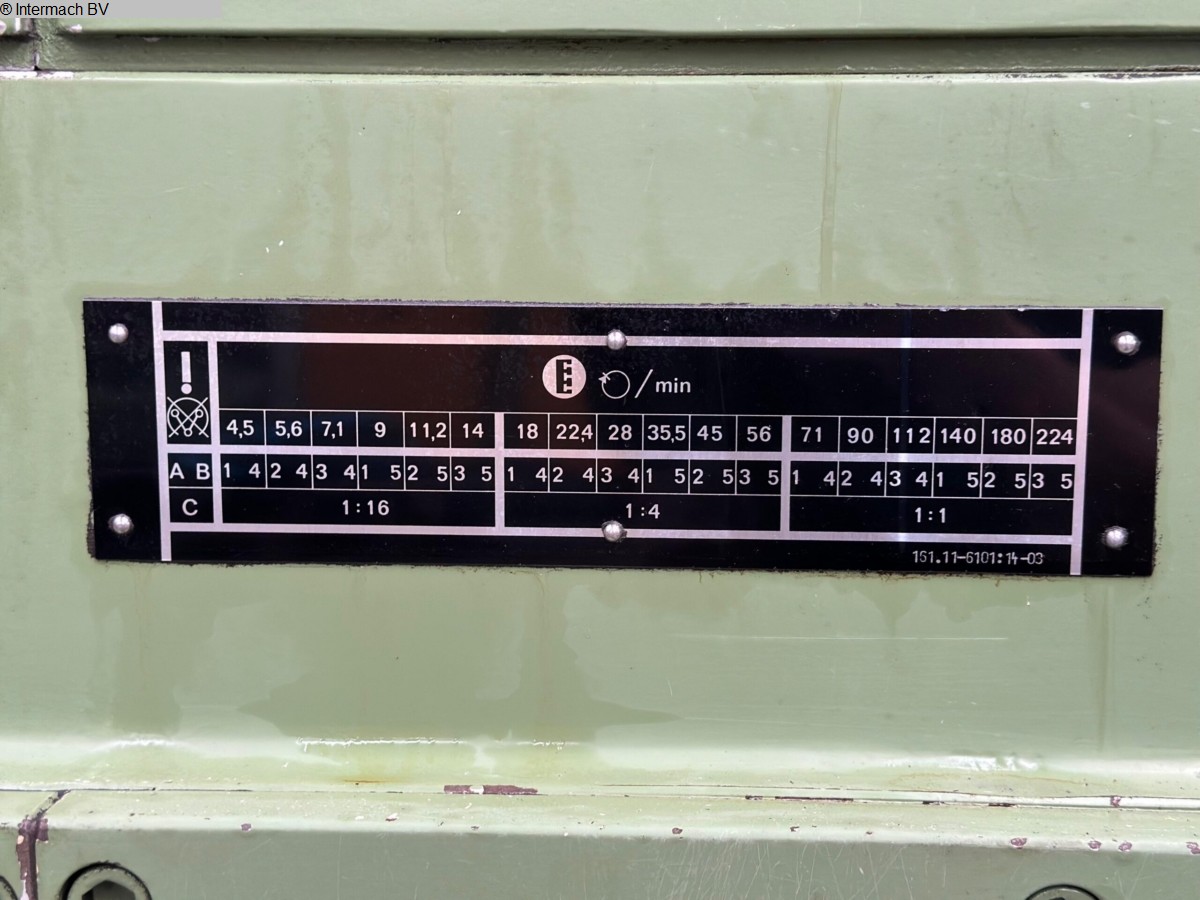 ® Intermach BV
! /min
4,5 5,6 7,1 9 11,2 14 18 22,4 28 35,5 45 56 71 90 112 140 180 224
A B 1 4 2 4 3 4 1 5 2 5 3 5 1 4 2 4 3 4 1 5 2 5 3 5 1 4 2 4 3 4 1 5 2 5 3 5
C 1:16 1:4 1:1
161.11-6101:14-03